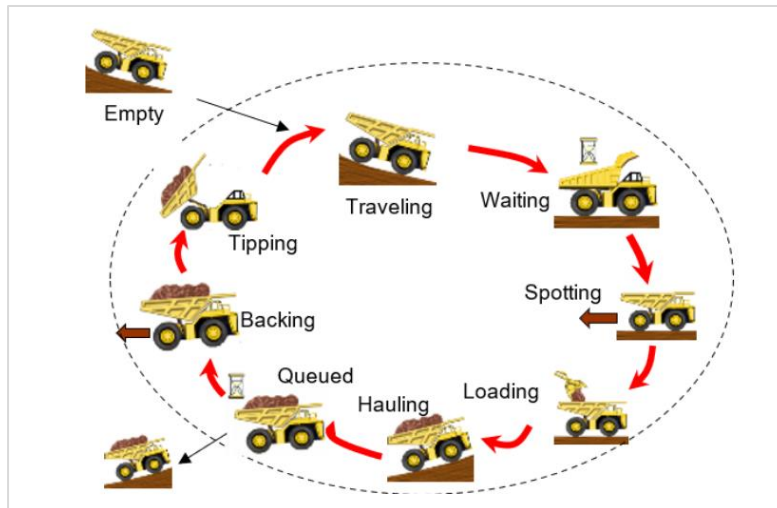 Empty
Traveling
Waiting
Tipping
Spotting
Backing
Queued
Loading
Hauling